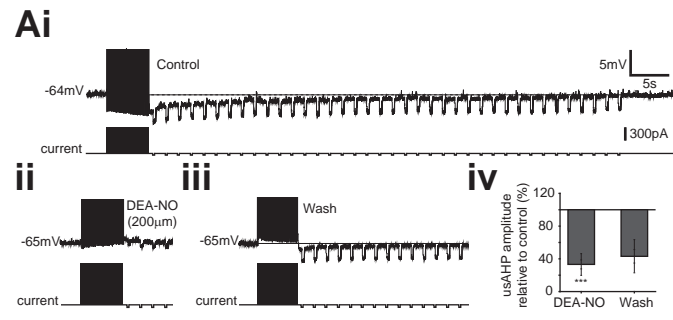 Ai
Control
5mV
5s
-64mV
300pA
current
ii
DEA-NO
(200µm)
-65mV
current
iii
Wash
-65mV
current
iv
usAHP amplitude
relative to control (%)
120
80
40
0
***
DEA-NO
Wash